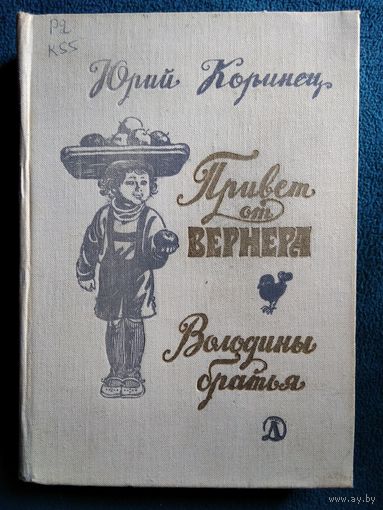 Р2
К55
Юрий Коринец
Привет
от
ВЕРНЕРА
Володины
братья
www.ay.by